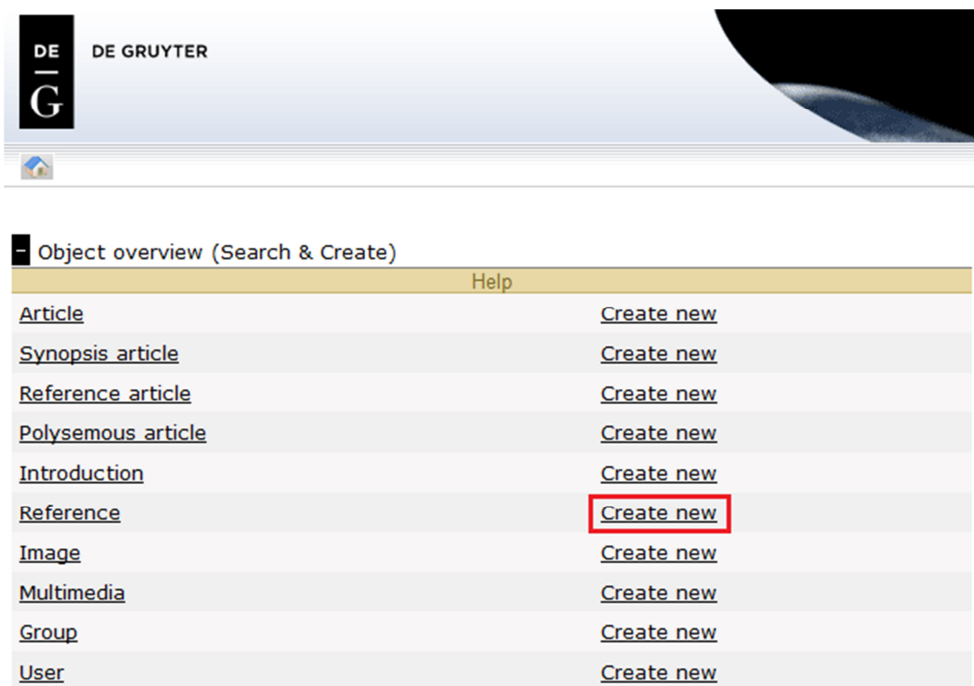 DE
G
DE GRUYTER
- Object overview (Search & Create)
Help
Article Create new
Synopsis article Create new
Reference article Create new
Polysemous article Create new
Introduction Create new
Reference Create new
Image Create new
Multimedia Create new
Group Create new
User Create new